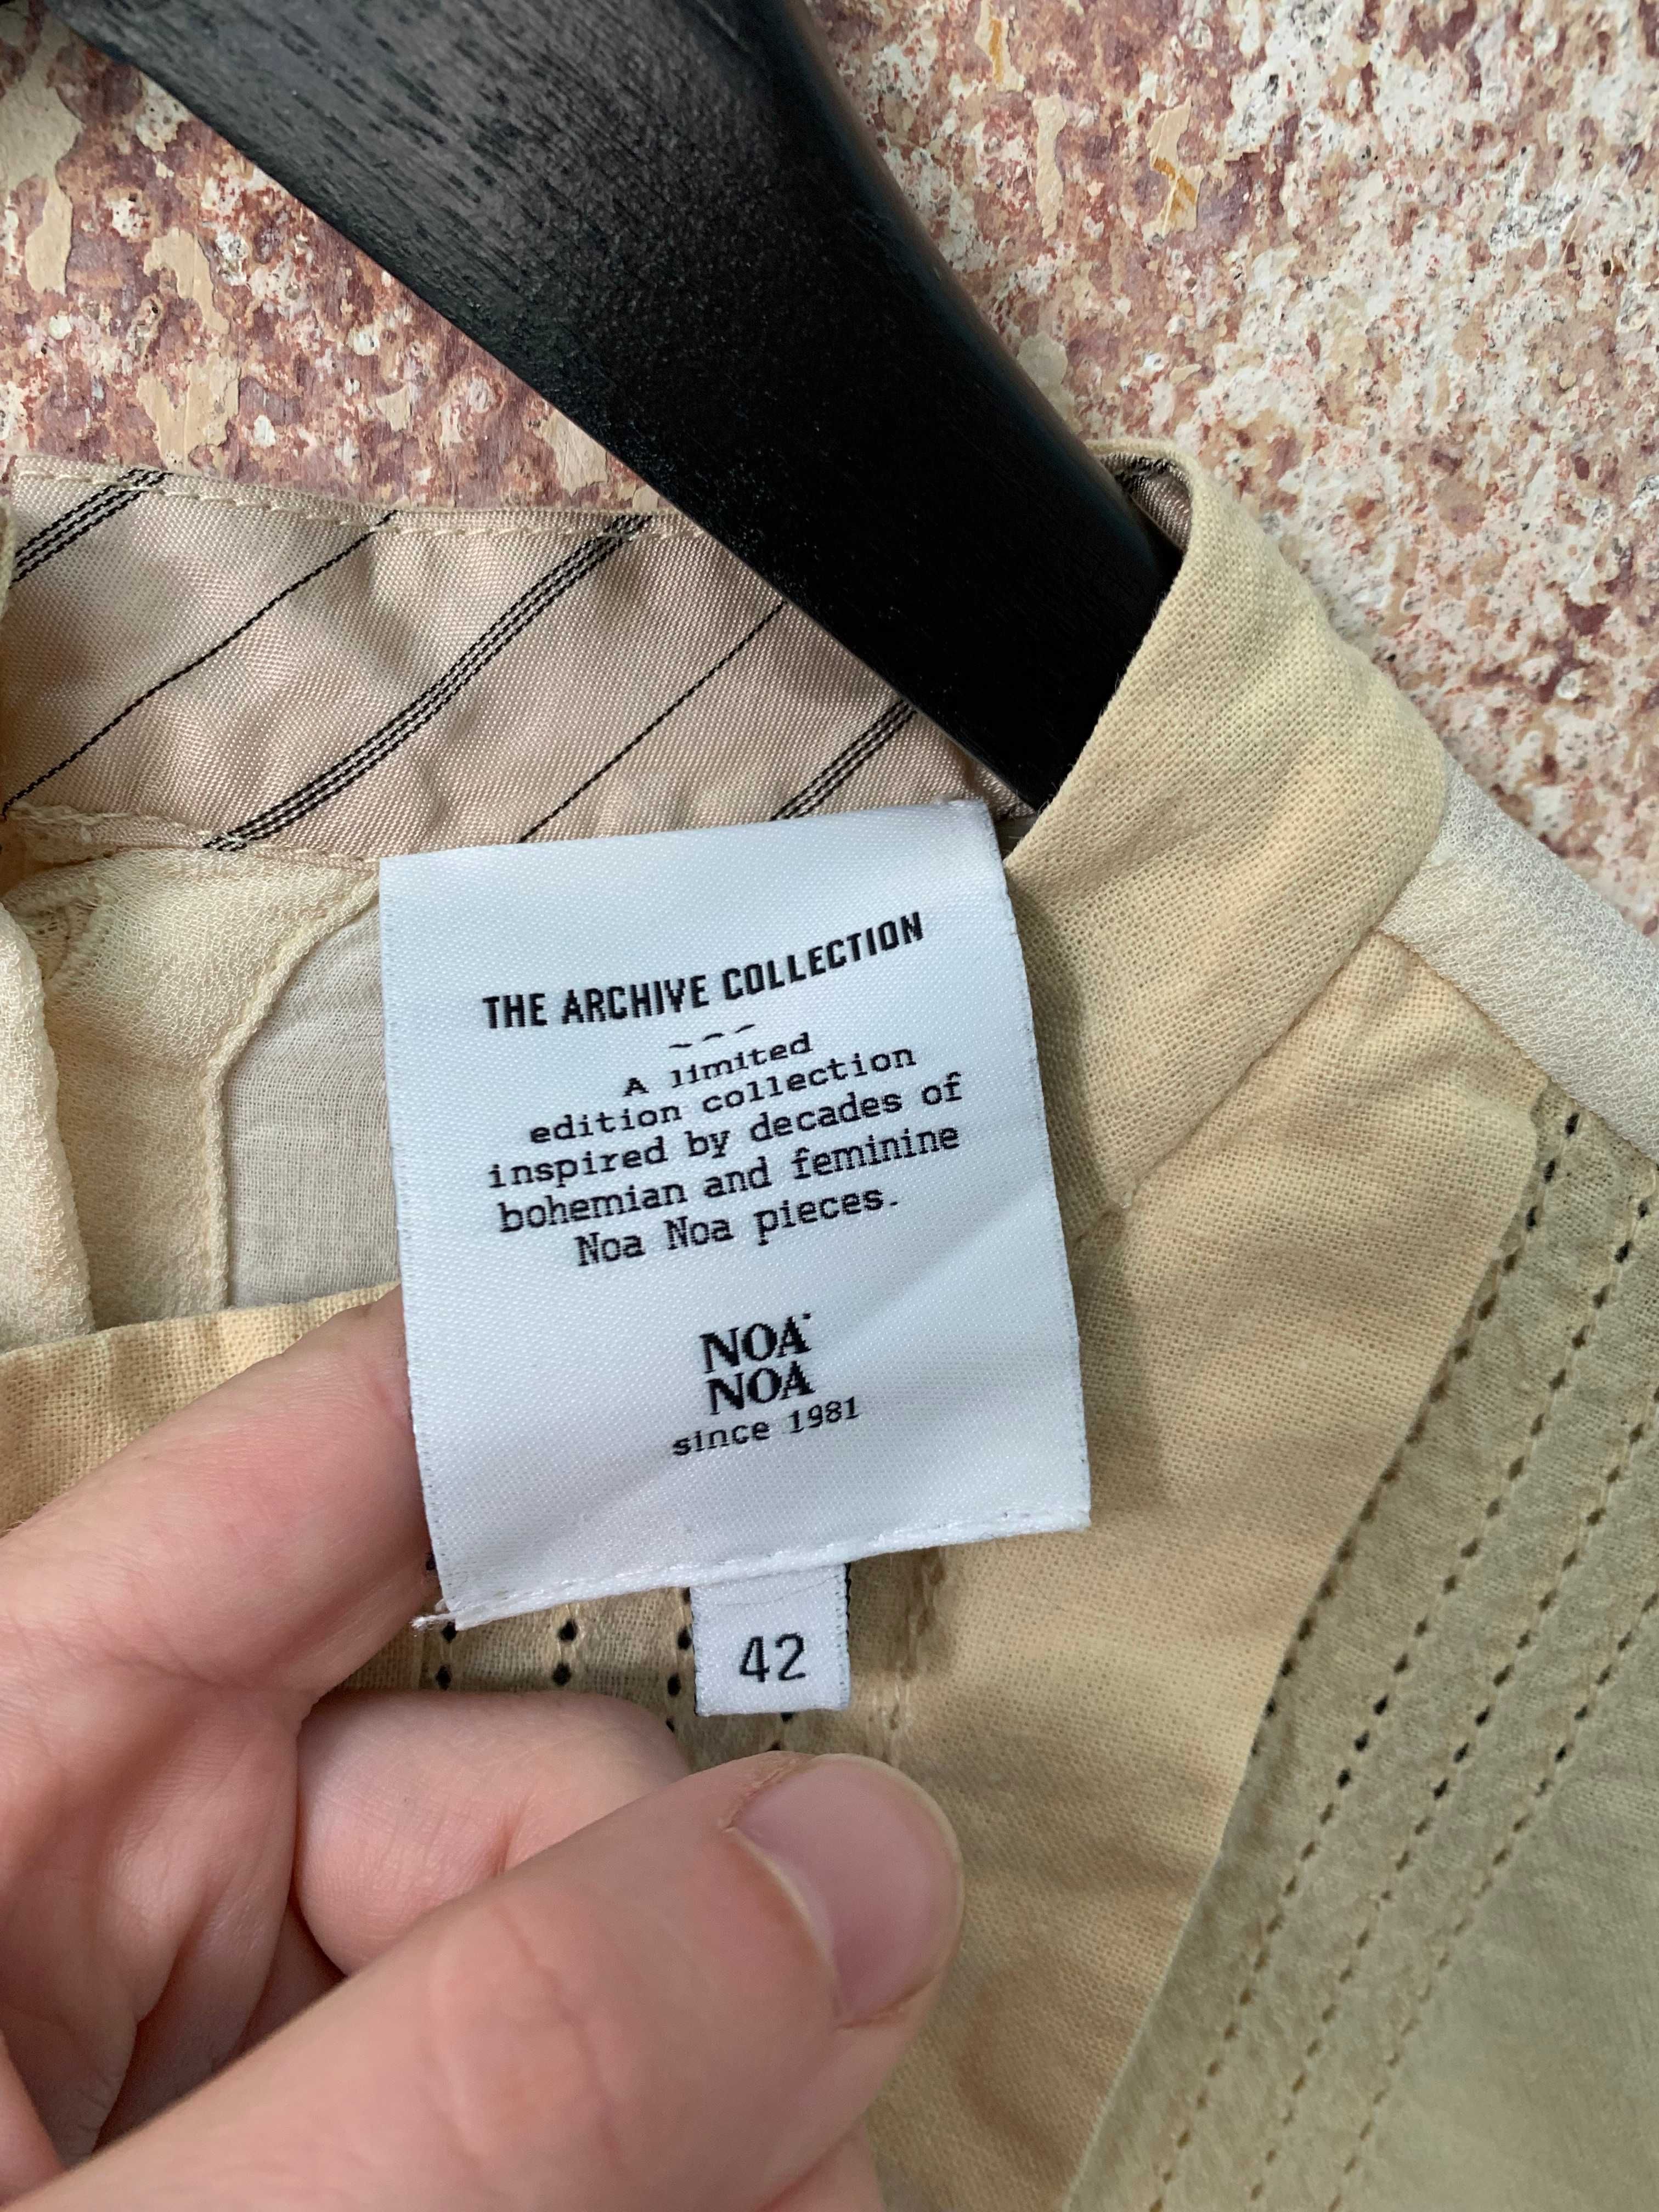 THE ARCHIVE COLLECTION
~~~
A limited
edition collection
inspired by decades of
bohemian and feminine
Noa Noa pieces.
NOA
NOA
since 1981
42